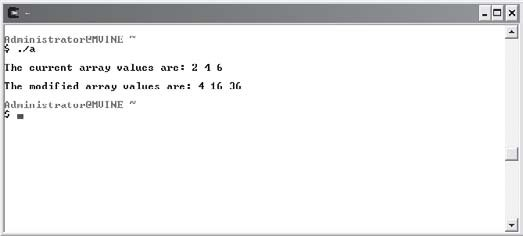 ~
Administrator@MVINE ~
$ ./a
The current array values are: 2 4 6
The modified array values are: 4 16 36
Administrator@MVINE ~
$